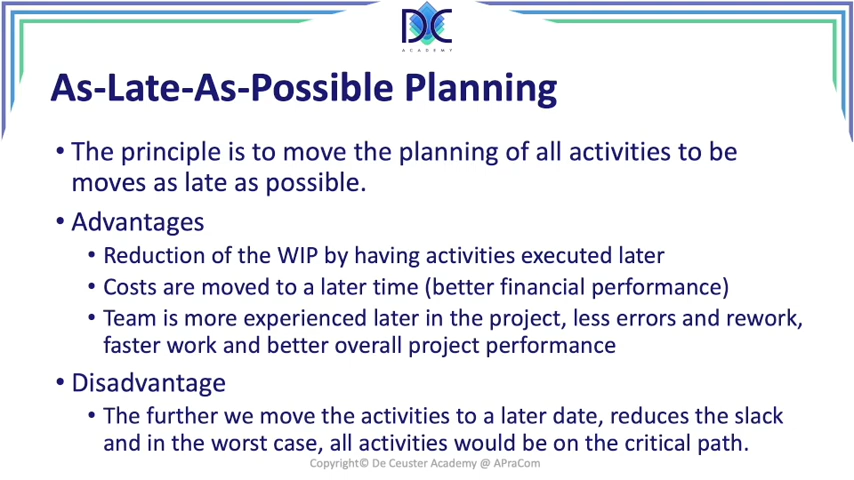 DC
ACADEMY
As-Late-As-Possible Planning
• The principle is to move the planning of all activities to be
moves as late as possible.
• Advantages
• Reduction of the WIP by having activities executed later
• Costs are moved to a later time (better financial performance)
• Team is more experienced later in the project, less errors and rework,
faster work and better overall project performance
• Disadvantage
• The further we move the activities to a later date, reduces the slack
and in the worst case, all activities would be on the critical path.
Copyright© De Ceuster Academy @ APraCom